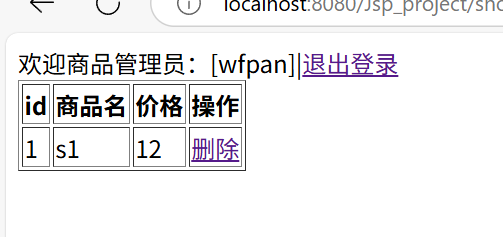 localhost:8080/Jsp_project/sho
欢迎商品管理员：[wfpan]|退出登录
id 商品名 价格 操作
1 s1 12 删除